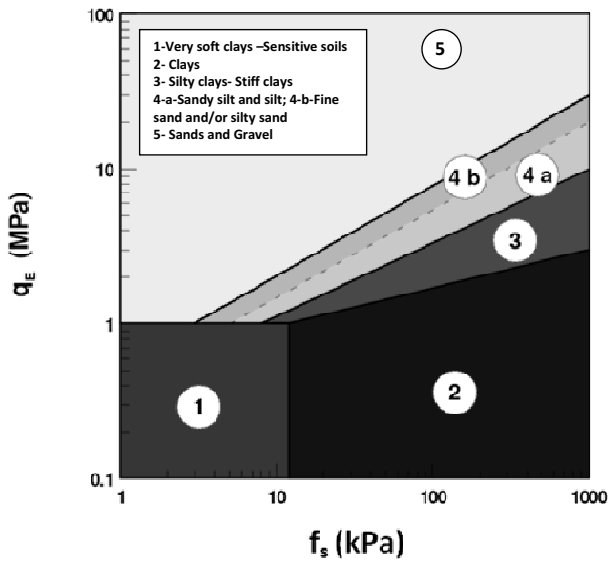 100
1-Very soft clays –Sensitive soils
2- Clays
3- Silty clays- Stiff clays
4-a-Sandy silt and silt; 4-b-Fine
sand and/or silty sand
5- Sands and Gravel
5
10
4 b
4 a
3
qE (MPa)
1
1
2
0.1
1
10
100
1000
fs (kPa)